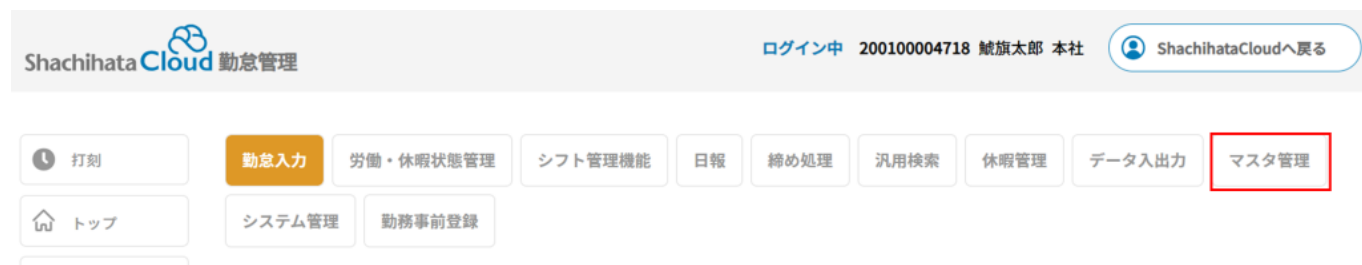 Shachihata Cloud 勤怠管理
ログイン中 200100004718 鯱旗太郎 本社
ShachihataCloudへ戻る
打刻
勤怠入力
労働・休暇状態管理
シフト管理機能
日報
締め処理
汎用検索
休暇管理
データ入出力
マスタ管理
トップ
システム管理
勤務事前登録